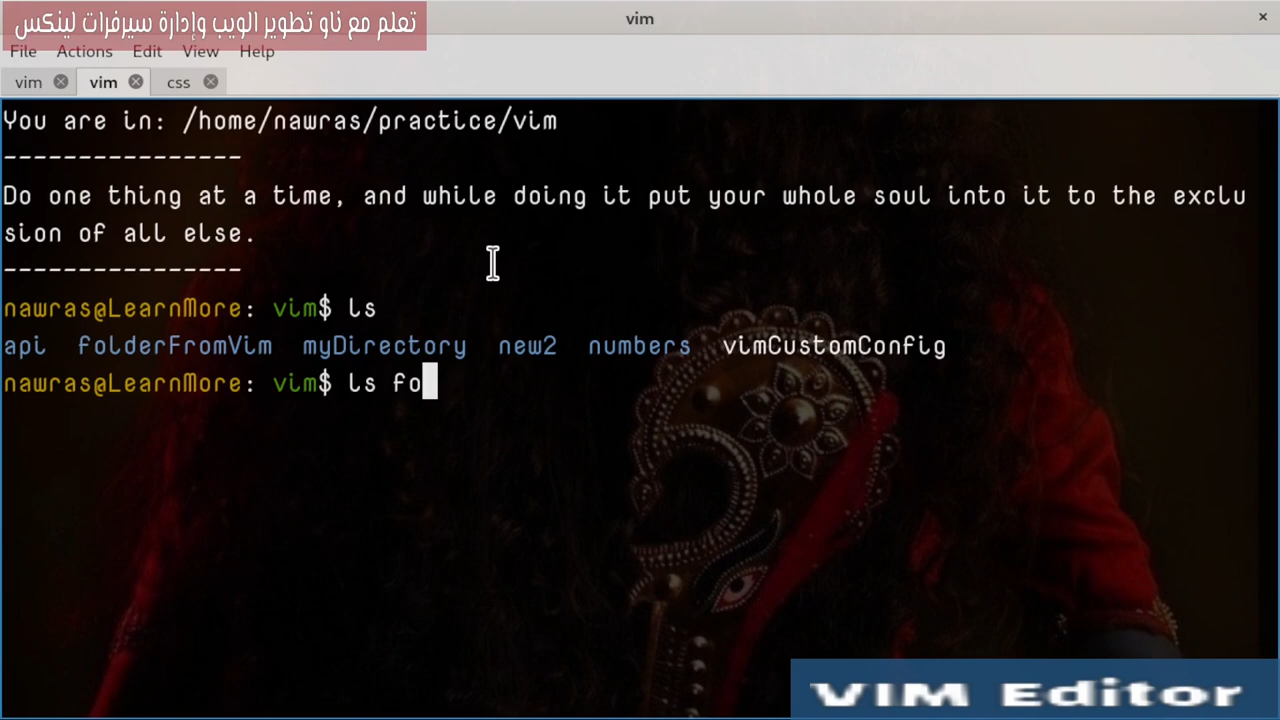 تعلم مع ناو تطوير الويب وإدارة سيرفرات لينكس
vim
File Actions Edit View Help
vim vim css
You are in: /home/nawras/practice/vim
----------------
Do one thing at a time, and while doing it put your whole soul into it to the exclu
sion of all else.
----------------
nawras@LearnMore: vim$ ls
api folderFromVim myDirectory new2 numbers vimCustomConfig
nawras@LearnMore: vim$ ls fo
VIM Editor